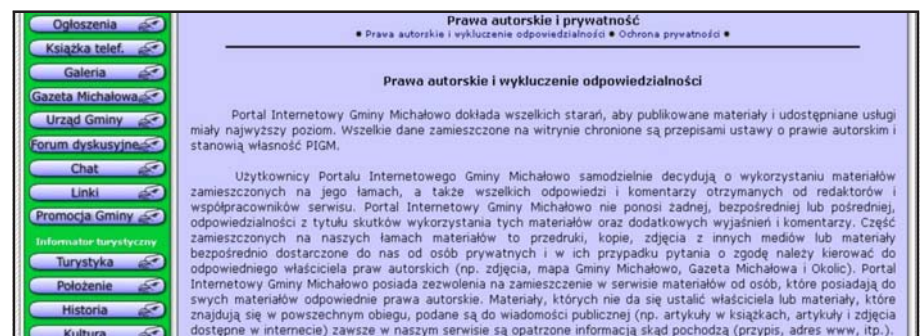 Ogłoszenia
Książka telef.
Galeria
Gazeta Michałowa
Urząd Gminy
Forum dyskusyjne
Chat
Linki
Promocja Gminy
Informator turystyczny
Turystyka
Położenie
Historia
Kultura
Prawa autorskie i prywatność
● Prawa autorskie i wykluczenie odpowiedzialności ● Ochrona prywatności ●
Prawa autorskie i wykluczenie odpowiedzialności
Portal Internetowy Gminy Michałowo dokłada wszelkich starań, aby publikowane materiały i udostępniane usługi
miały najwyższy poziom. Wszelkie dane zamieszczone na witrynie chronione są przepisami ustawy o prawie autorskim i
stanowią własność PIGM.
Użytkownicy Portalu Internetowego Gminy Michałowo samodzielnie decydują o wykorzystaniu materiałów
zamieszczonych na jego łamach, a także wszelkich odpowiedzi i komentarzy otrzymanych od redaktorów i
współpracowników serwisu. Portal Internetowy Gminy Michałowo nie ponosi żadnej, bezpośredniej lub pośredniej,
odpowiedzialności z tytułu skutków wykorzystania tych materiałów oraz dodatkowych wyjaśnień i komentarzy. Część
zamieszczonych na naszych łamach materiałów to przedruki, kopie, zdjęcia z innych mediów lub materiały
bezpośrednio dostarczone do nas od osób prywatnych i w ich przypadku pytania o zgodę należy kierować do
odpowiedniego właściciela praw autorskich (np. zdjęcia, mapa Gminy Michałowo, Gazeta Michałowa i Okolic). Portal
Internetowy Gminy Michałowo posiada zezwolenia na zamieszczenie w serwisie materiałów od osób, które posiadają do
swych materiałów odpowiednie prawa autorskie. Materiały, których nie da się ustalić właściciela lub materiały, które
znajdują się w powszechnym obiegu, podane są do wiadomości publicznej (np. artykuły w książkach, artykuły i zdjęcia
dostępne w internecie) zawsze w naszym serwisie są opatrzone informacją skąd pochodzą (przypis, adres www, itp.).